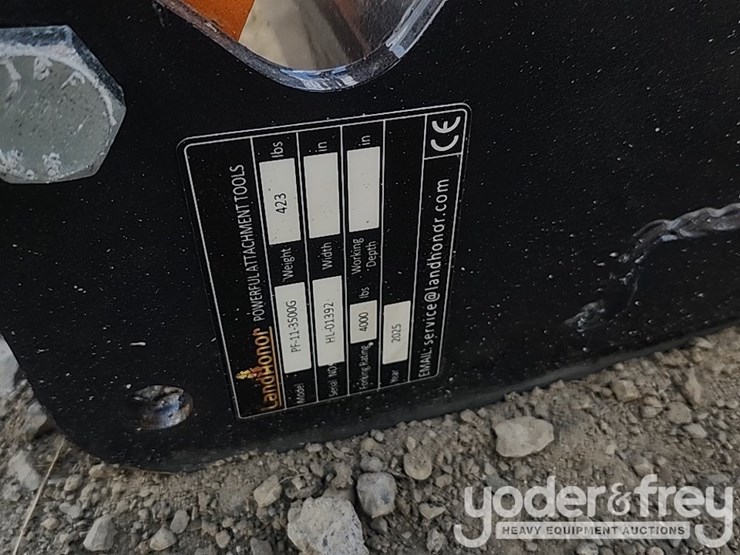 LandHonor POWERFUL ATTACHMENT TOOLS
Model PF-11-3500G Weight 423 lbs
Serial NO HL-01392 Width in
Forking Rating 4000 lbs Working Depth in
Year 2025
EMAIL: service@landhonor.com CE
yoder&frey
HEAVY EQUIPMENT AUCTIONS